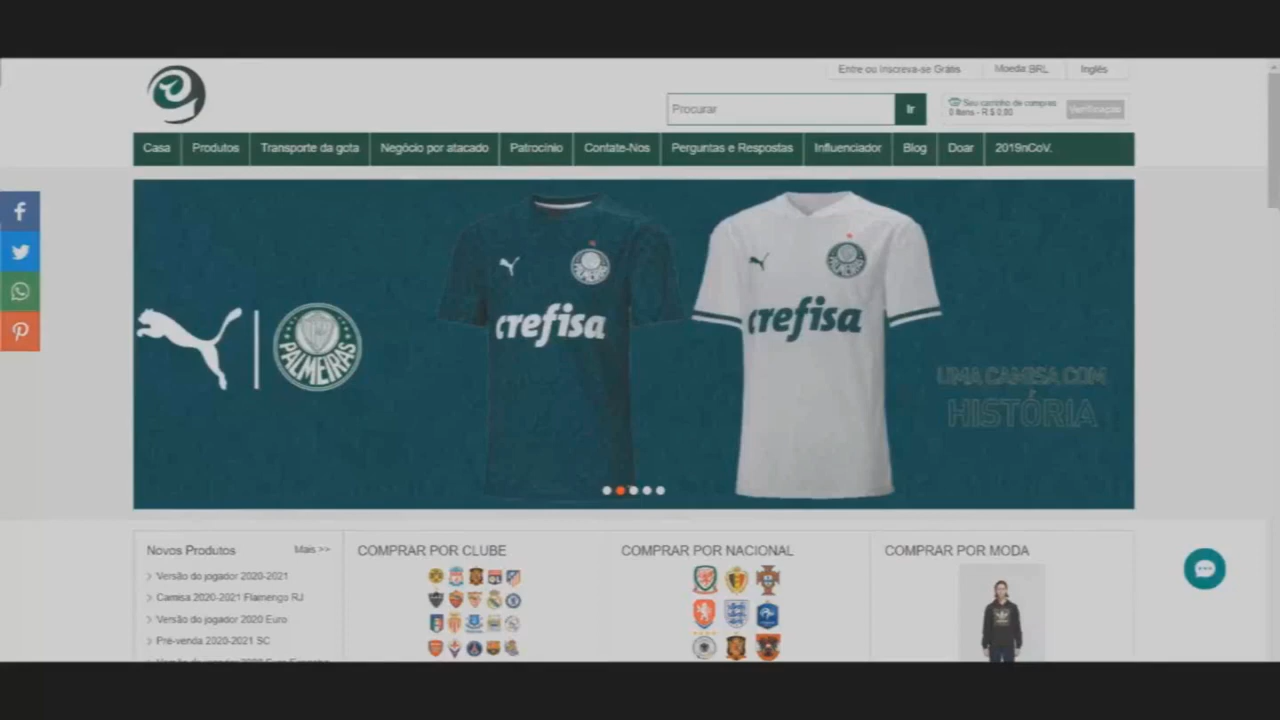 Entre ou Inscreva-se Grátis
Moeda:BRL
Inglês
Procurar
Ir
Seu carrinho de compras
0 Itens - R $ 0,00
Verificação
Casa
Produtos
Transporte da gota
Negócio por atacado
Patrocínio
Contate-Nos
Perguntas e Respostas
Influenciador
Blog
Doar
2019nCoV.
PALMEIRAS
crefisa
crefisa
UMA CAMISA COM
HISTÓRIA
Novos Produtos
Mais >>
Versão do jogador 2020-2021
Camisa 2020-2021 Flamengo RJ
Versão do jogador 2020 Euro
Pré-venda 2020-2021 SC
COMPRAR POR CLUBE
COMPRAR POR NACIONAL
COMPRAR POR MODA